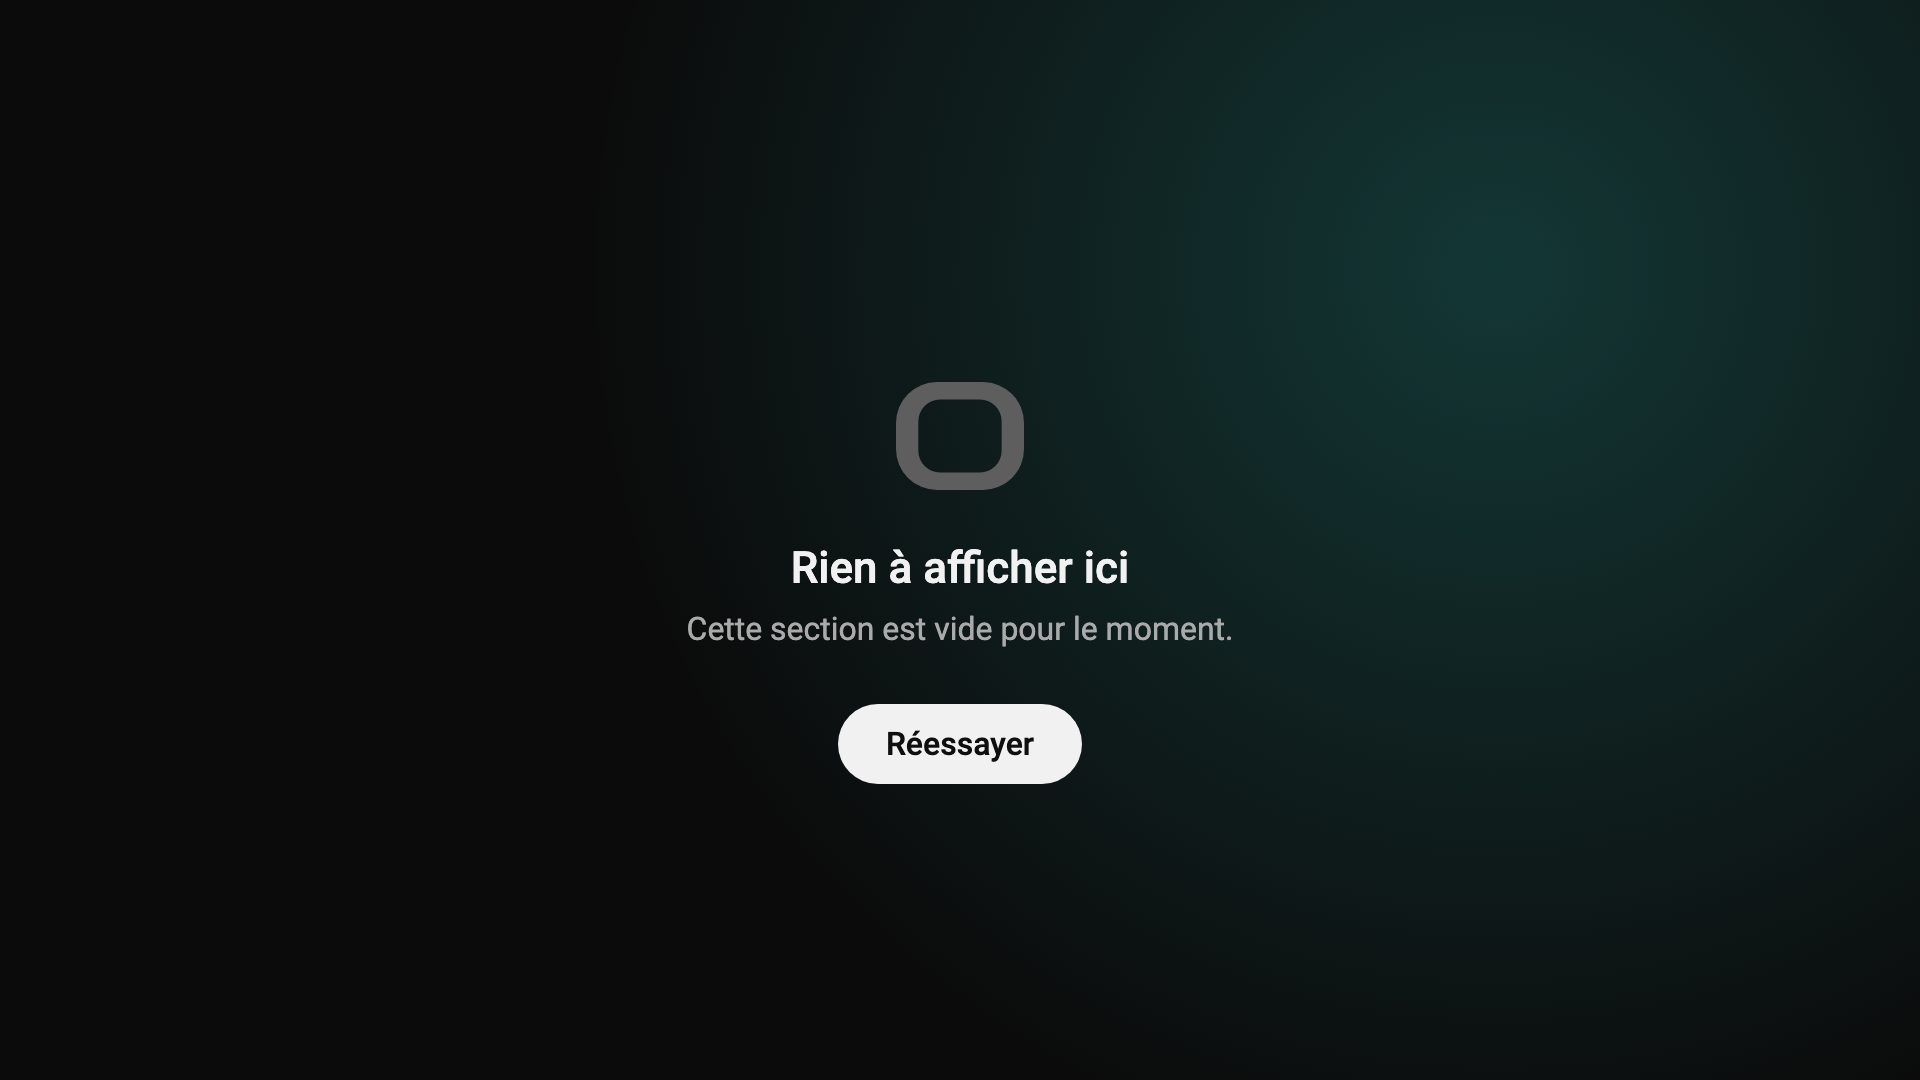 Rien à afficher ici
Cette section est vide pour le moment.
Réessayer